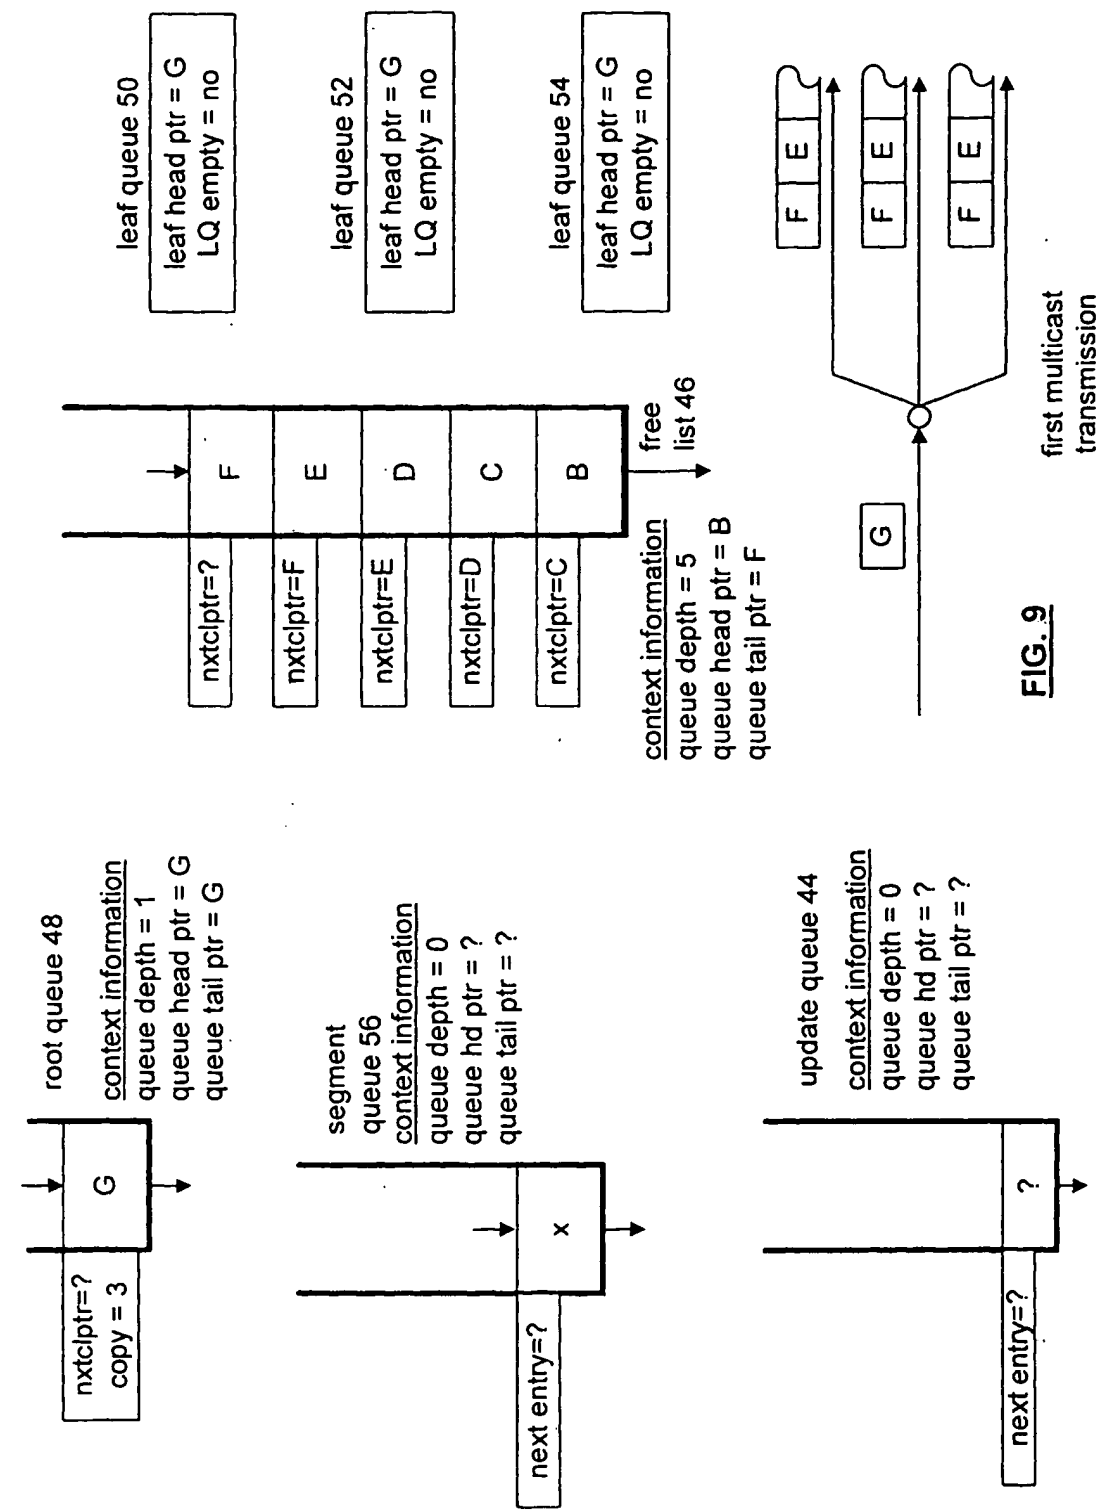 root queue 48
context information
queue depth = 1
queue head ptr = G
queue tail ptr = G
G
nxtclptr=?
copy = 3
segment
queue 56
context information
queue depth = 0
queue hd ptr = ?
queue tail ptr = ?
x
next entry=?
update queue 44
context information
queue depth = 0
queue hd ptr = ?
queue tail ptr = ?
?
next entry=?
nxtclptr=?
F
nxtclptr=F
E
nxtclptr=E
D
nxtclptr=D
C
nxtclptr=C
B
free
list 46
context information
queue depth = 5
queue head ptr = B
queue tail ptr = F
leaf queue 50
leaf head ptr = G
LQ empty = no
leaf queue 52
leaf head ptr = G
LQ empty = no
leaf queue 54
leaf head ptr = G
LQ empty = no
G
F E
F E
F E
first multicast
transmission
FIG. 9